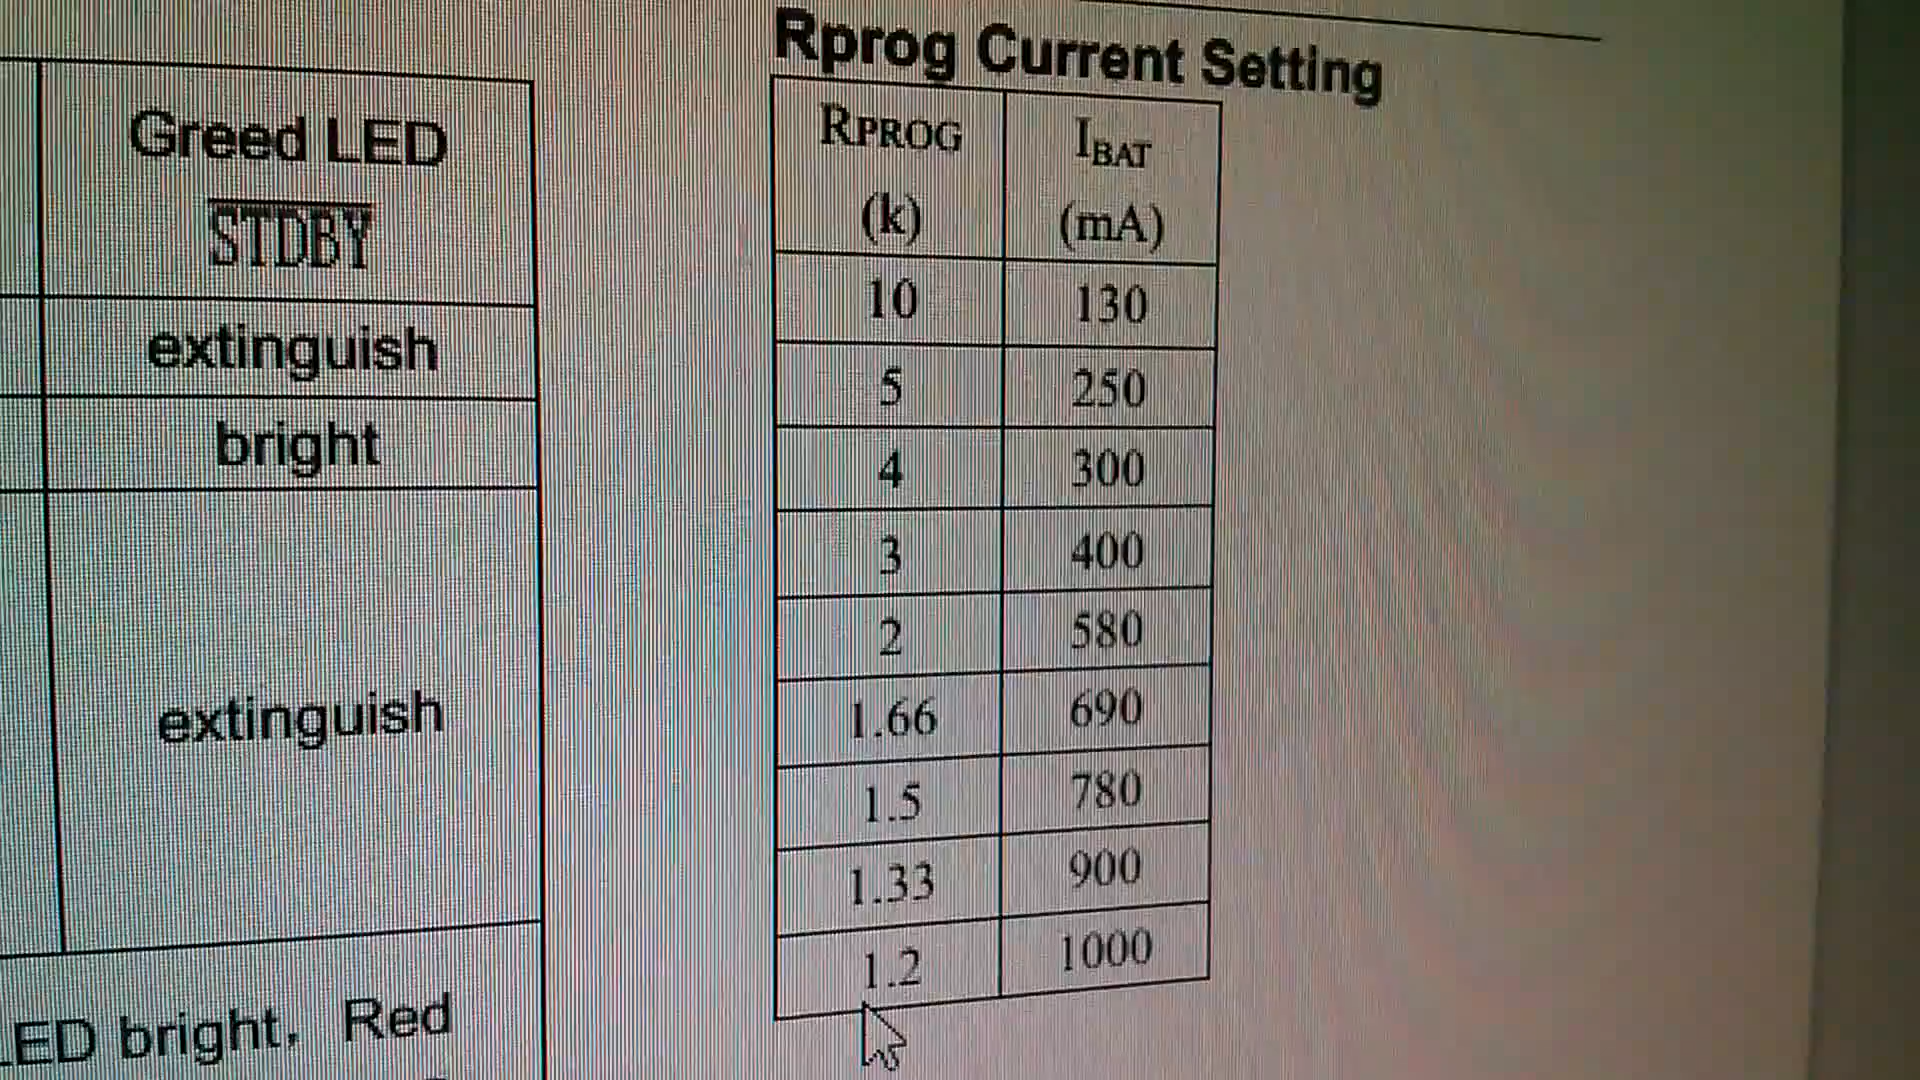 Greed LED
STDBY
extinguish
bright
extinguish
LED bright, Red
Rprog Current Setting
RPROG IBAT
(k) (mA)
10 130
5 250
4 300
3 400
2 580
1.66 690
1.5 780
1.33 900
1.2 1000